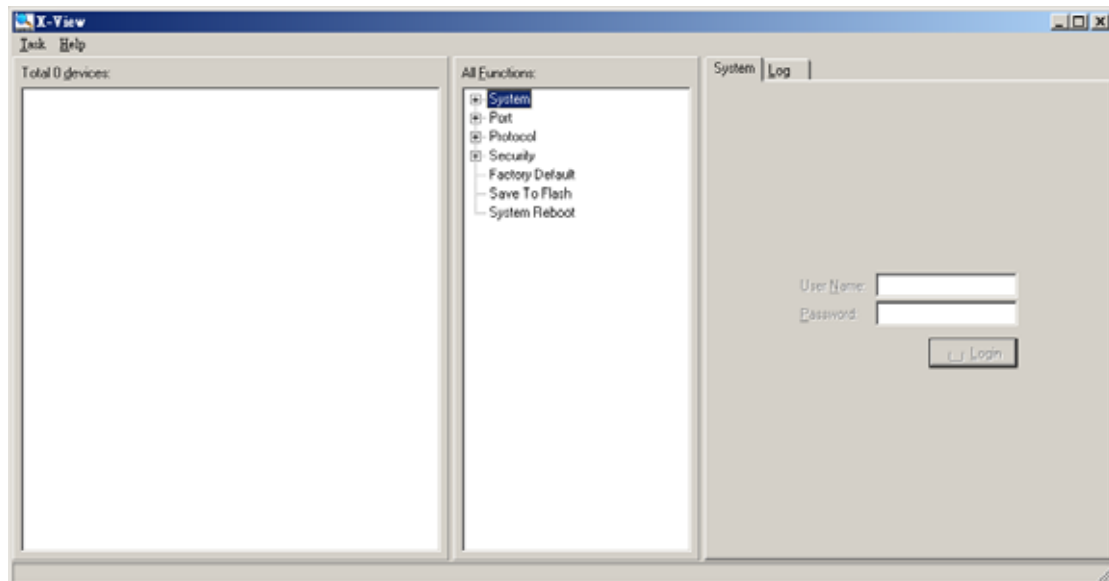 X-View
Task Help
Total 0 devices:
All Functions:
System
Port
Protocol
Security
Factory Default
Save To Flash
System Reboot
System Log
User Name:
Password:
Login